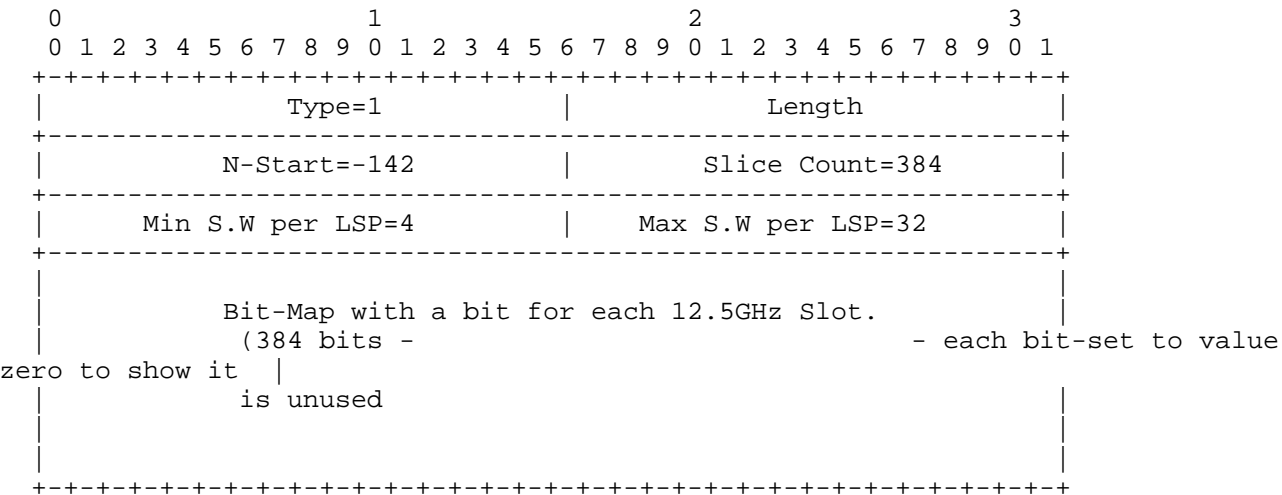 0                   1                   2                   3
 0 1 2 3 4 5 6 7 8 9 0 1 2 3 4 5 6 7 8 9 0 1 2 3 4 5 6 7 8 9 0 1
+-+-+-+-+-+-+-+-+-+-+-+-+-+-+-+-+-+-+-+-+-+-+-+-+-+-+-+-+-+-+-+-+
|               Type=1           |            Length            |
+---------------------------------------------------------------+
|           N-Start=-142         |        Slice Count=384       |
+---------------------------------------------------------------+
|      Min S.W per LSP=4         |    Max S.W per LSP=32        |
+---------------------------------------------------------------+
|                                                               |
|           Bit-Map with a bit for each 12.5GHz Slot.           |
|            (384 bits -                               - each bit-set to value
zero to show it  |
|            is unused                                          |
|                                                               |
|                                                               |
+-+-+-+-+-+-+-+-+-+-+-+-+-+-+-+-+-+-+-+-+-+-+-+-+-+-+-+-+-+-+-+-+